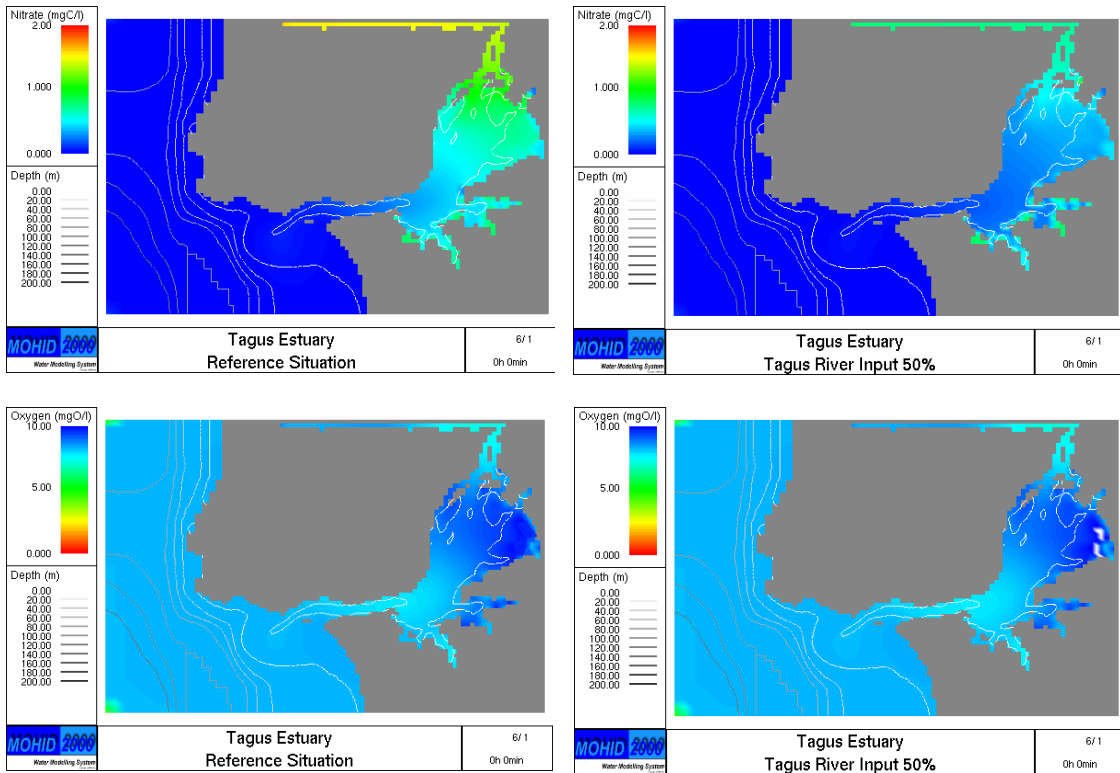 Nitrate (mgC/l)
2.00
1.000
0.000
Depth (m)
0.00
20.00
40.00
60.00
80.00
100.00
120.00
140.00
160.00
180.00
200.00
MOHID 2000
Water Modelling System
Tagus Estuary
Reference Situation
6/ 1
0h 0min
Nitrate (mgC/l)
2.00
1.000
0.000
Depth (m)
0.00
20.00
40.00
60.00
80.00
100.00
120.00
140.00
160.00
180.00
200.00
MOHID 2000
Water Modelling System
Tagus Estuary
Tagus River Input 50%
6/ 1
0h 0min
Oxygen (mgO/l)
10.00
5.00
0.000
Depth (m)
0.00
20.00
40.00
60.00
80.00
100.00
120.00
140.00
160.00
180.00
200.00
MOHID 2000
Water Modelling System
Tagus Estuary
Reference Situation
6/ 1
0h 0min
Oxygen (mgO/l)
10.00
5.00
0.000
Depth (m)
0.00
20.00
40.00
60.00
80.00
100.00
120.00
140.00
160.00
180.00
200.00
MOHID 2000
Water Modelling System
Tagus Estuary
Tagus River Input 50%
6/ 1
0h 0min